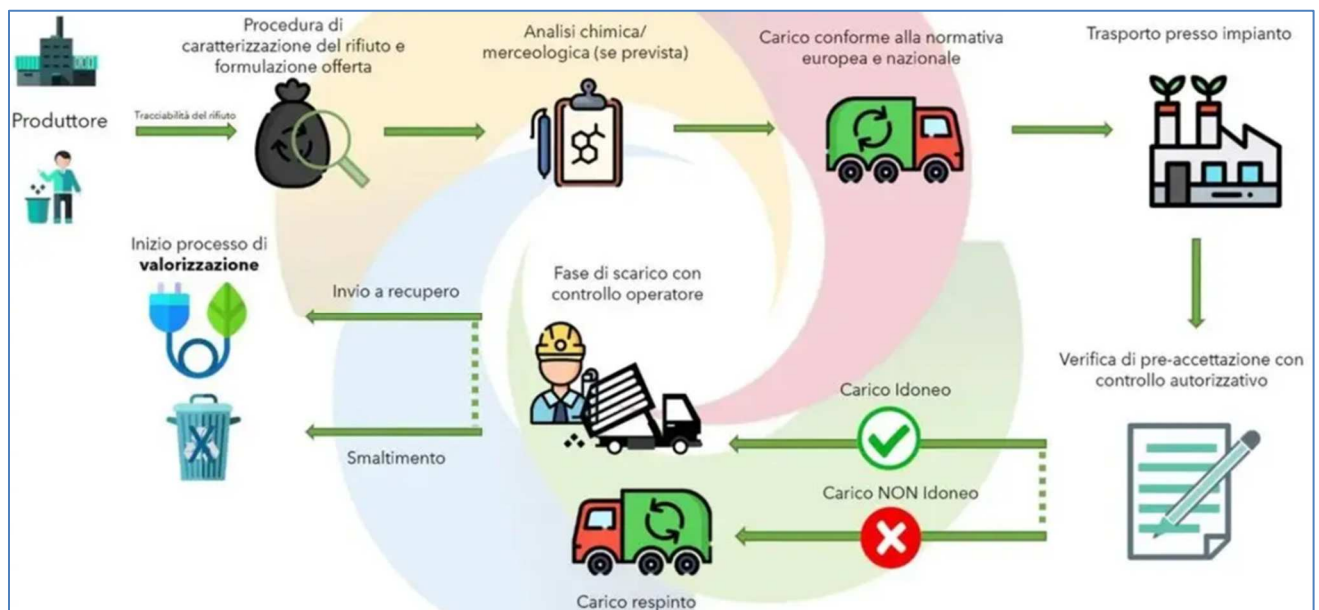 Produttore
Tracciabilità del rifiuto
Procedura di
caratterizzazione del rifiuto e
formulazione offerta
Analisi chimica/
merceologica (se prevista)
Carico conforme alla normativa
europea e nazionale
Trasporto presso impianto
Verifica di pre-accettazione con
controllo autorizzativo
Carico Idoneo
Carico NON Idoneo
Fase di scarico con
controllo operatore
Carico respinto
Invio a recupero
Inizio processo di
valorizzazione
Smaltimento